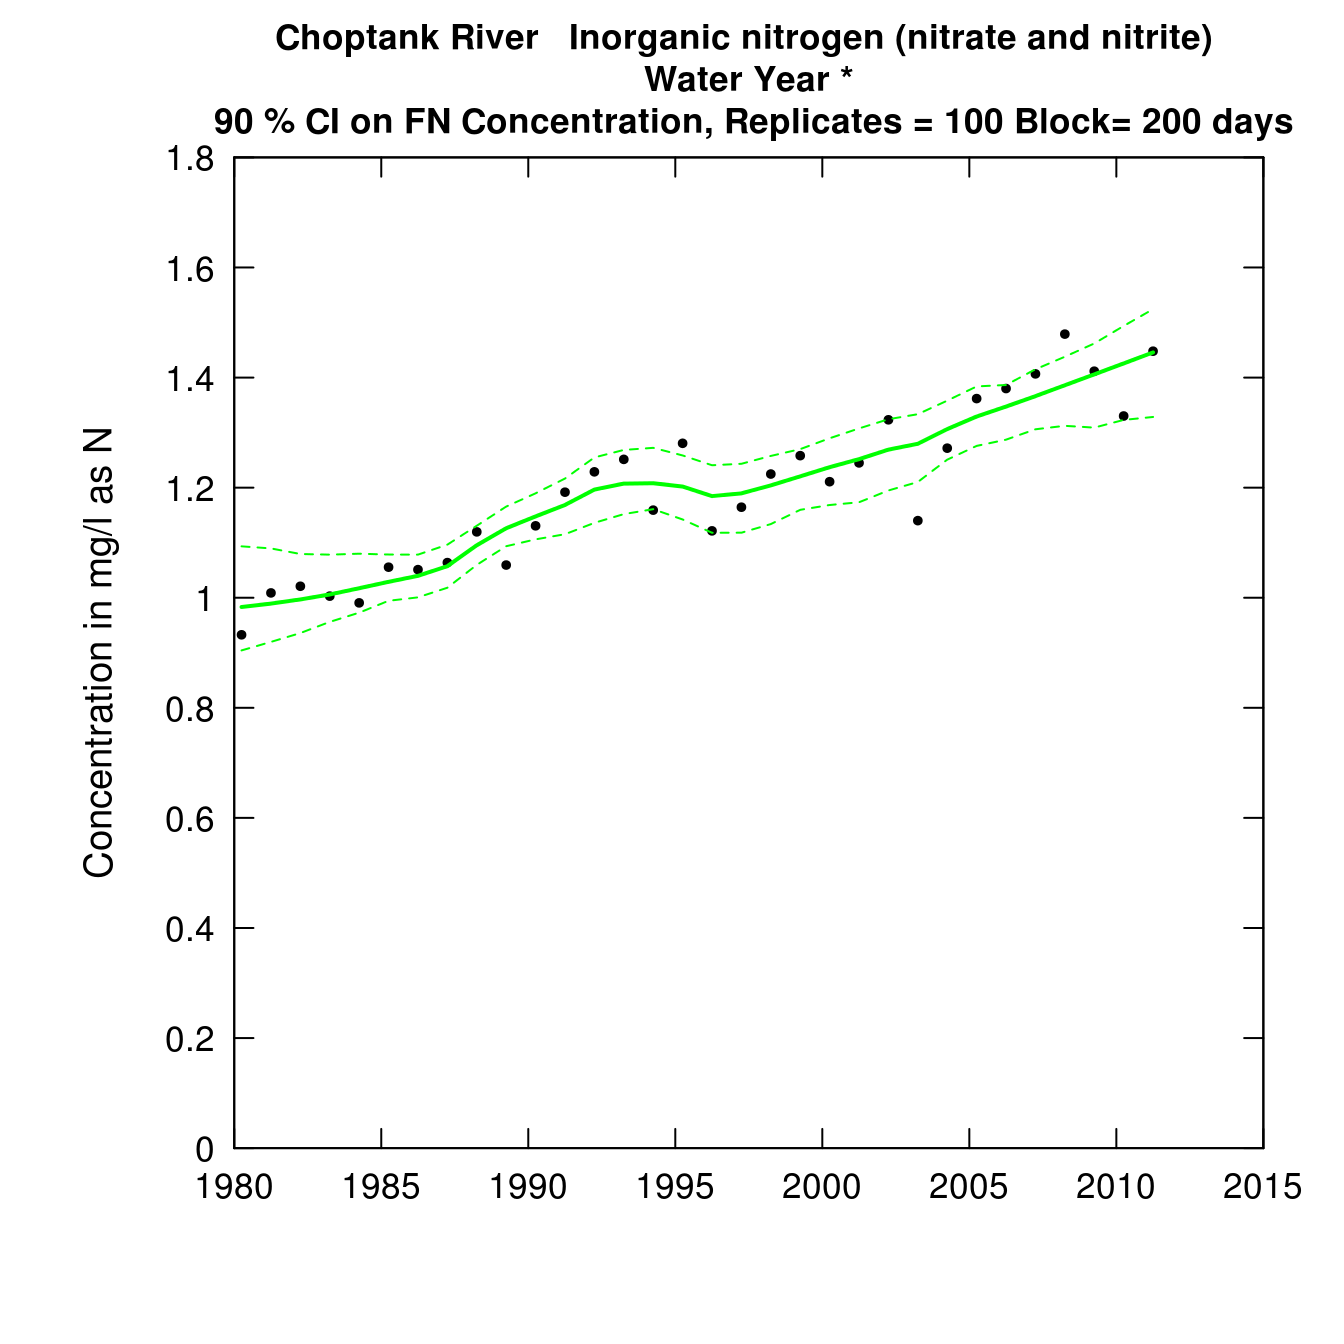 Choptank River   Inorganic nitrogen (nitrate and nitrite)
Water Year *
90 % CI on FN Concentration, Replicates = 100 Block= 200 days
Concentration in mg/l as N
1.8
1.6
1.4
1.2
1
0.8
0.6
0.4
0.2
0
1980 1985 1990 1995 2000 2005 2010 2015